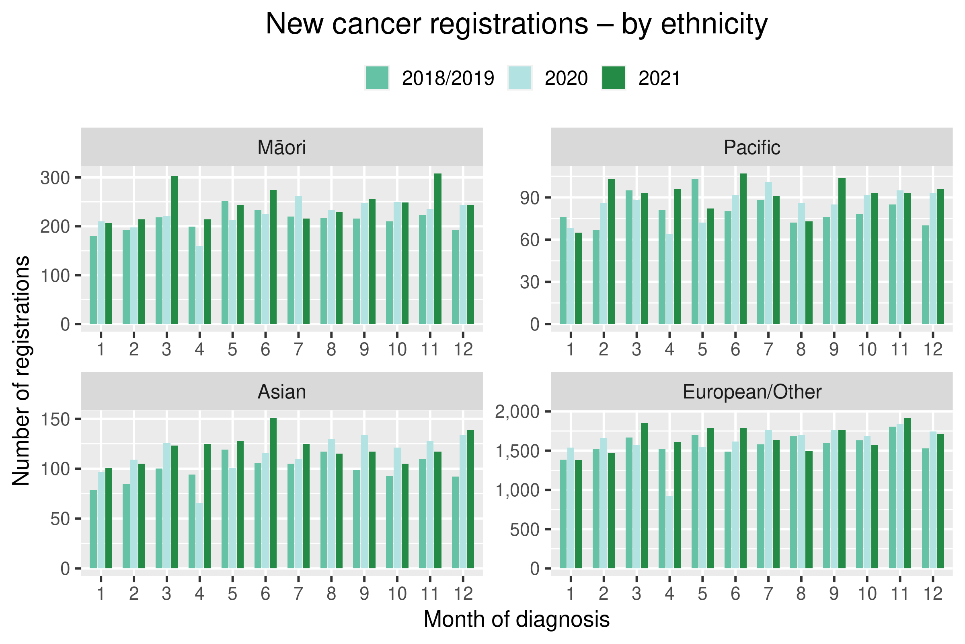 New cancer registrations – by ethnicity
2018/2019 2020 2021
Māori Pacific
300
200
100
0
90
60
30
0
1 2 3 4 5 6 7 8 9 10 11 12
1 2 3 4 5 6 7 8 9 10 11 12
Number of registrations
Asian European/Other
150
100
50
0
2,000
1,500
1,000
500
0
1 2 3 4 5 6 7 8 9 10 11 12
1 2 3 4 5 6 7 8 9 10 11 12
Month of diagnosis